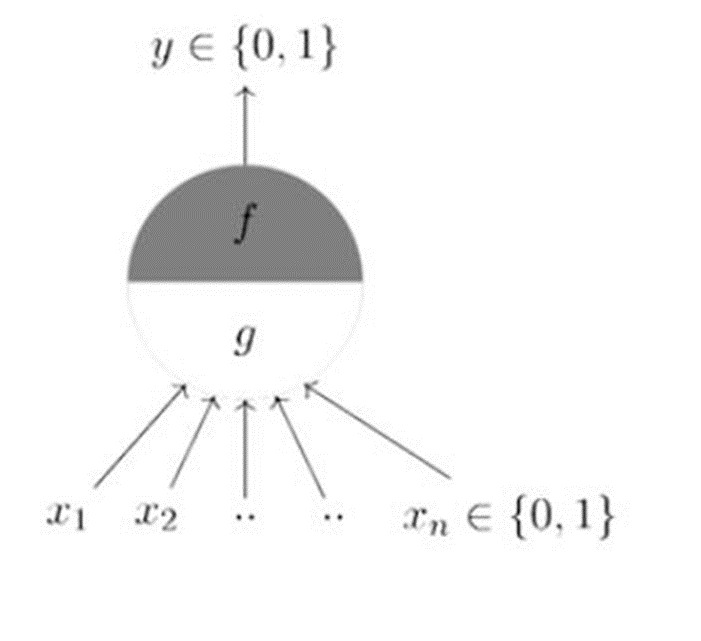 y ∈ {0, 1}
f
g
x₁ x₂ .. .. xₙ ∈ {0, 1}